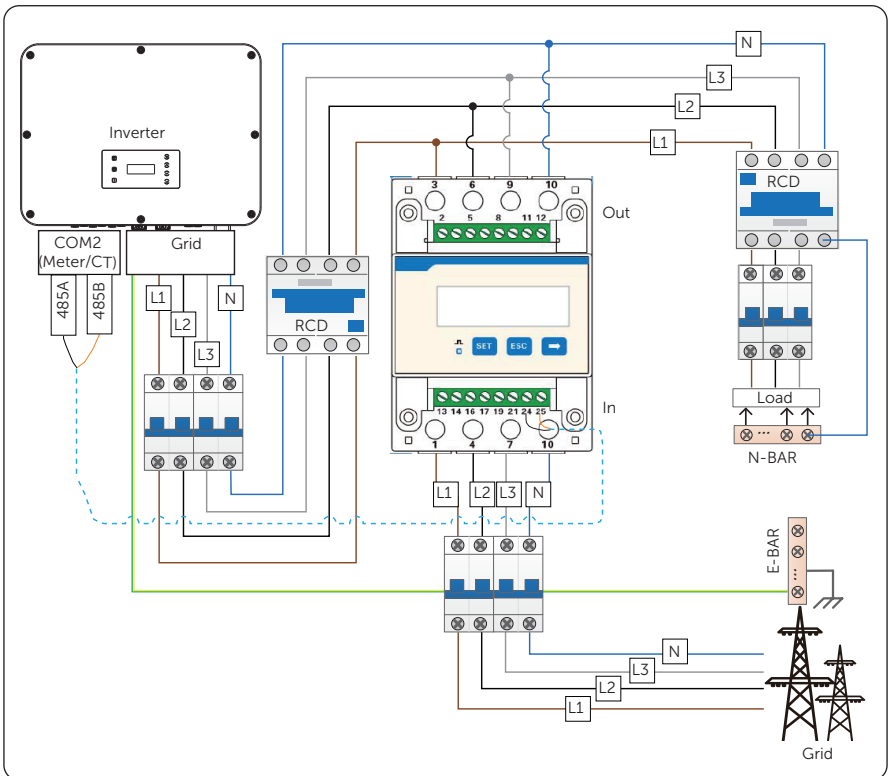 N
L3
L2
L1
Inverter
COM2
(Meter/CT)
Grid
485A
485B
L1
L2
L3
N
RCD
3 6 9 10
2 5 8 11 12
Out
SET ESC
13 14 16 17 19 21 24 25
1 4 7 10
In
RCD
Load
...
N-BAR
L1 L2 L3 N
E-BAR
...
N
L3
L2
L1
Grid